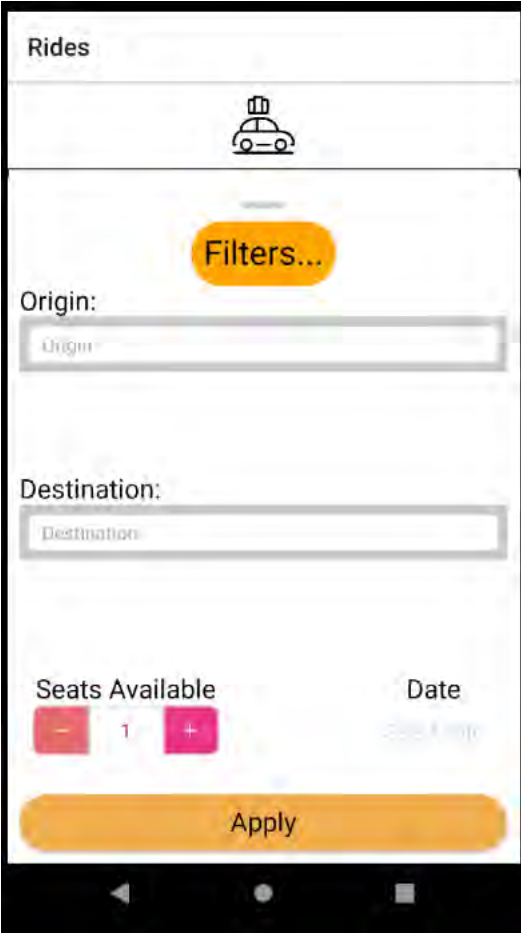 Rides
Filters...
Origin:
Origin
Destination:
Destination
Seats Available
Date
- 1 +
Apply